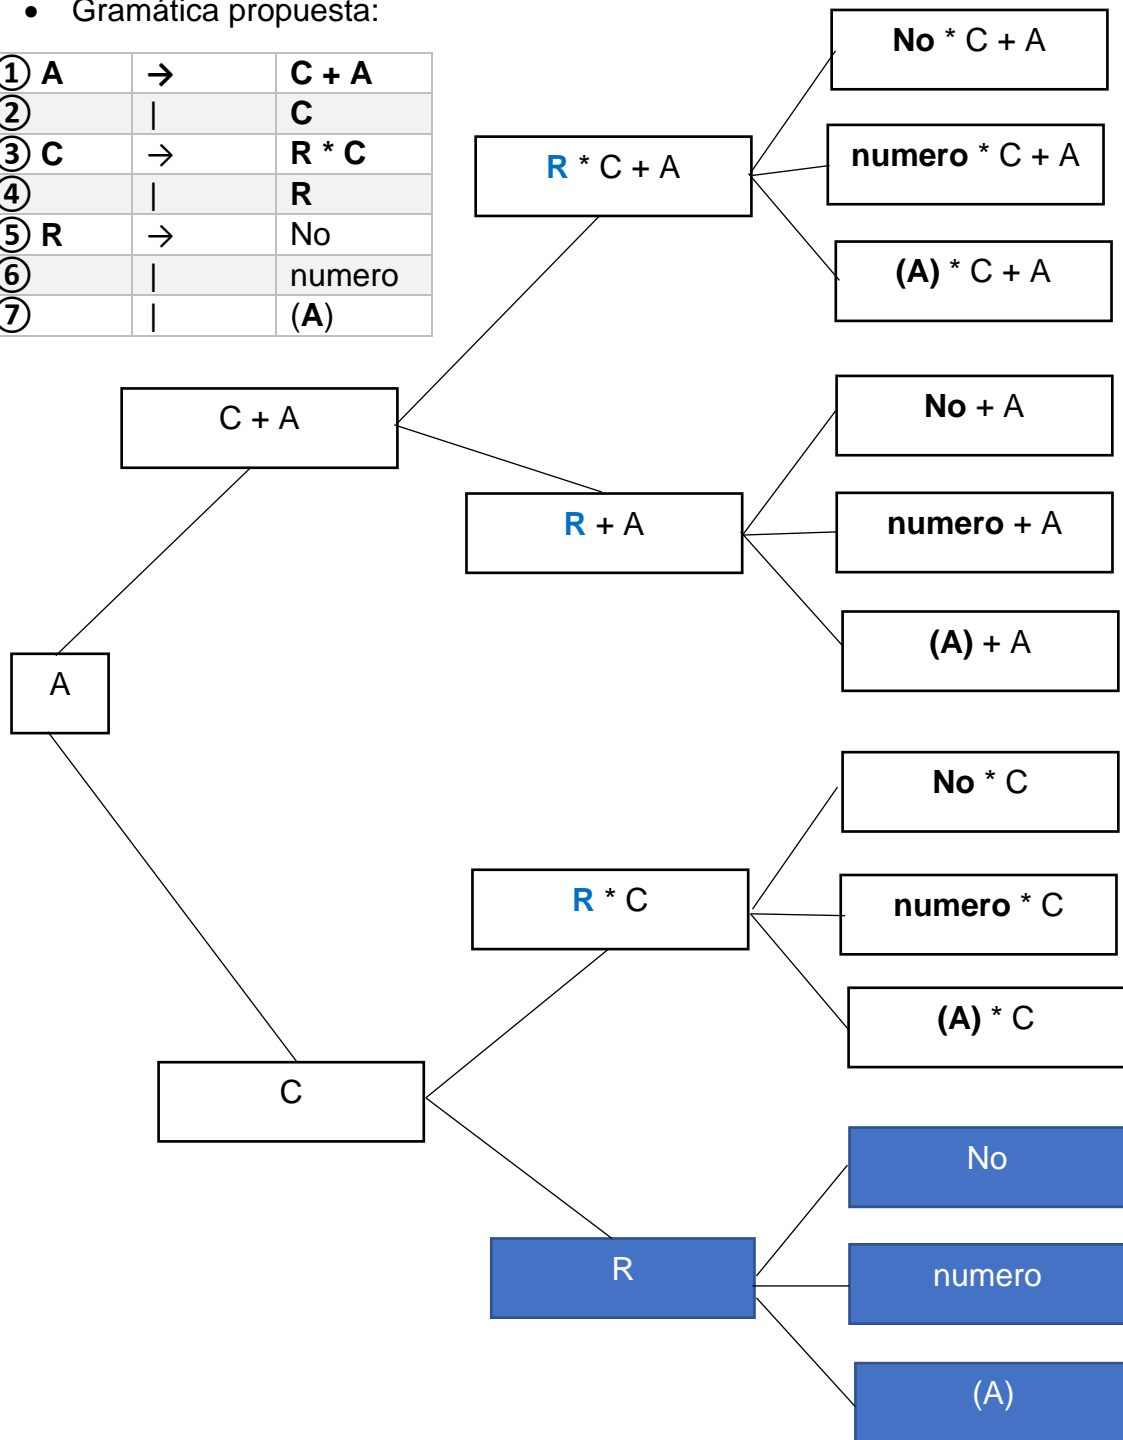 • Gramática propuesta:
① A → C + A
② | C
③ C → R * C
④ | R
⑤ R → No
⑥ | numero
⑦ | (A)
No * C + A
R * C + A
numero * C + A
(A) * C + A
C + A
No + A
R + A
numero + A
(A) + A
A
No * C
R * C
numero * C
(A) * C
C
No
R
numero
(A)